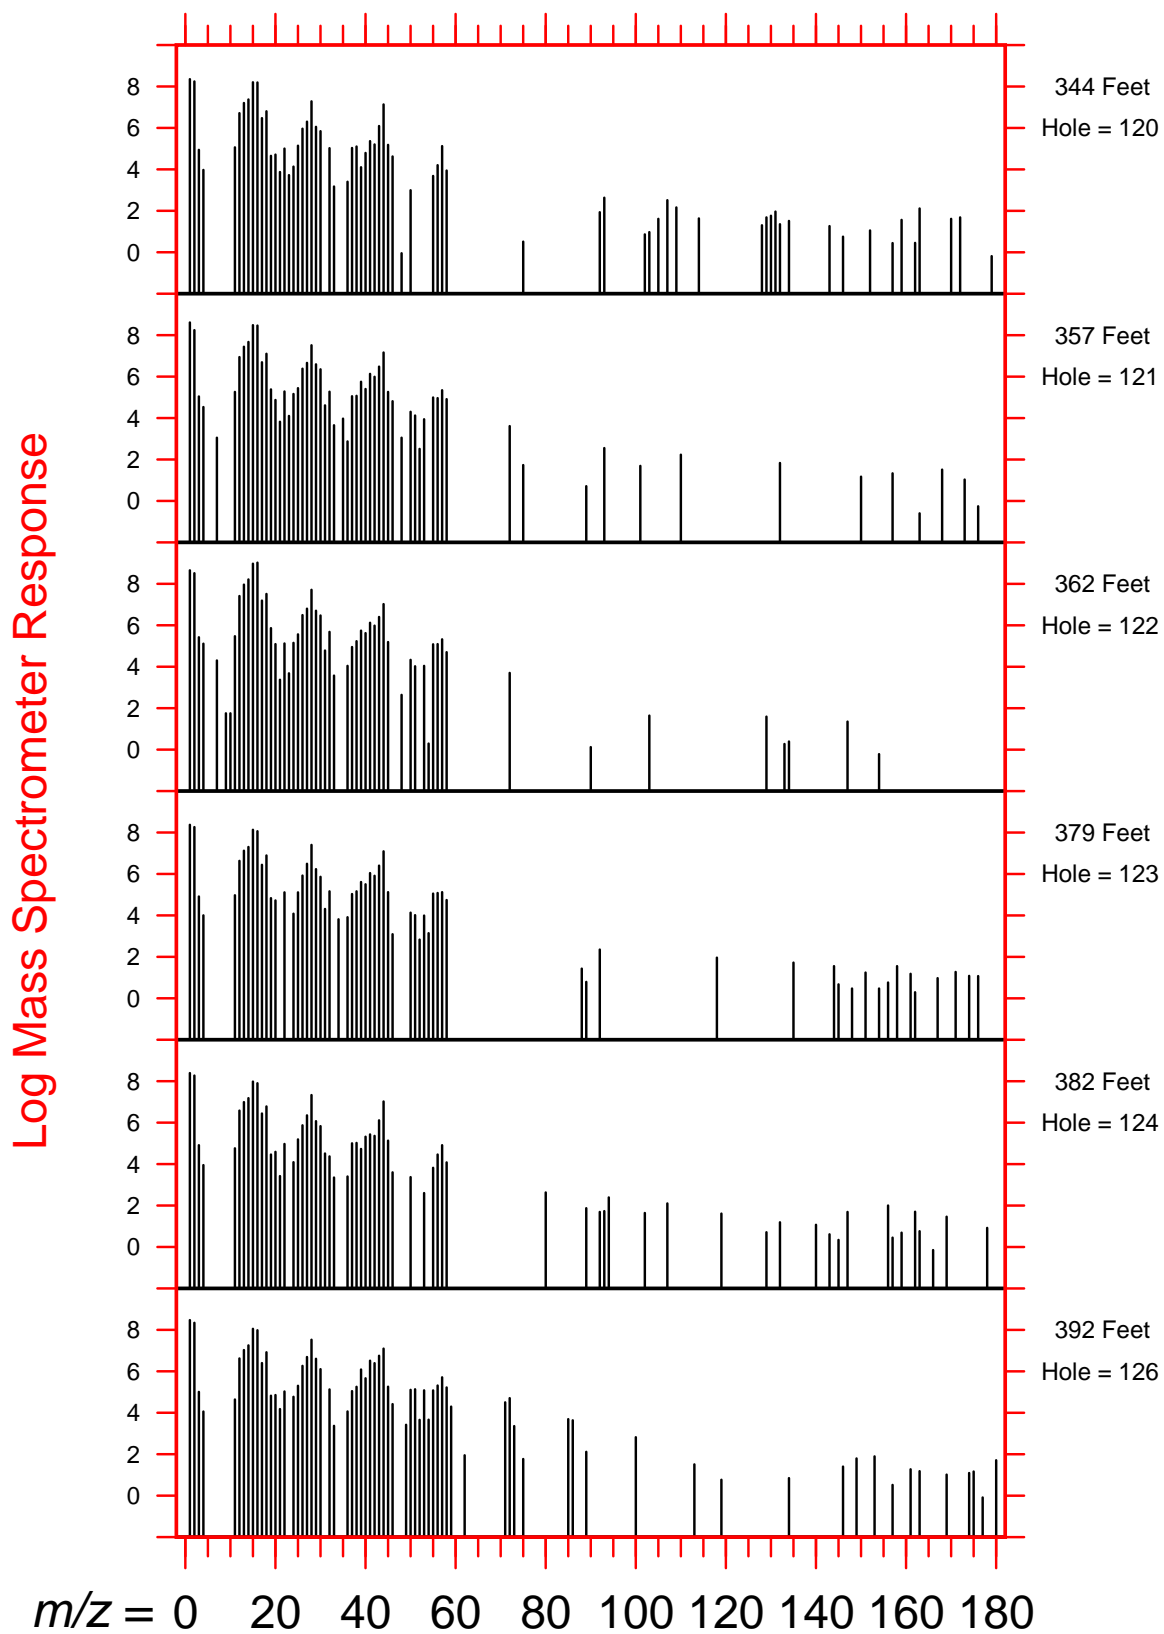 8
6
4
2
0
344 Feet
Hole = 120
8
6
4
2
0
357 Feet
Hole = 121
8
6
4
2
0
362 Feet
Hole = 122
8
6
4
2
0
379 Feet
Hole = 123
8
6
4
2
0
382 Feet
Hole = 124
8
6
4
2
0
392 Feet
Hole = 126
Log Mass Spectrometer Response
m/z = 0 20 40 60 80 100 120 140 160 180